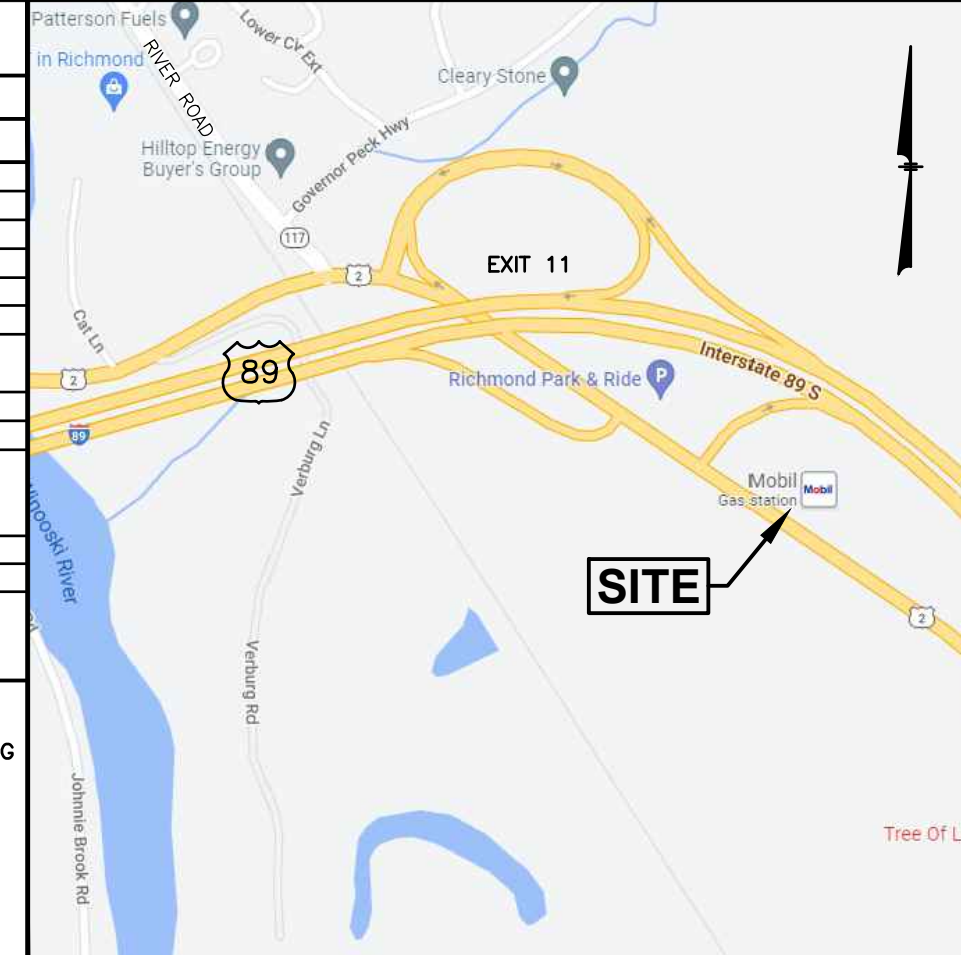 Patterson Fuels
in Richmond
RIVER ROAD
Lower Cir Ext
Cleary Stone
Hilltop Energy
Buyer's Group
Governor Peck Hwy
117
2
EXIT 11
Cat Ln
2
89
89
Interstate 89 S
Richmond Park & Ride
P
Verburg Ln
Mobil
Gas station
Mobil
Winooski River
SITE
2
Rd
Verburg Rd
G
Johnnie Brook Rd
Tree Of L